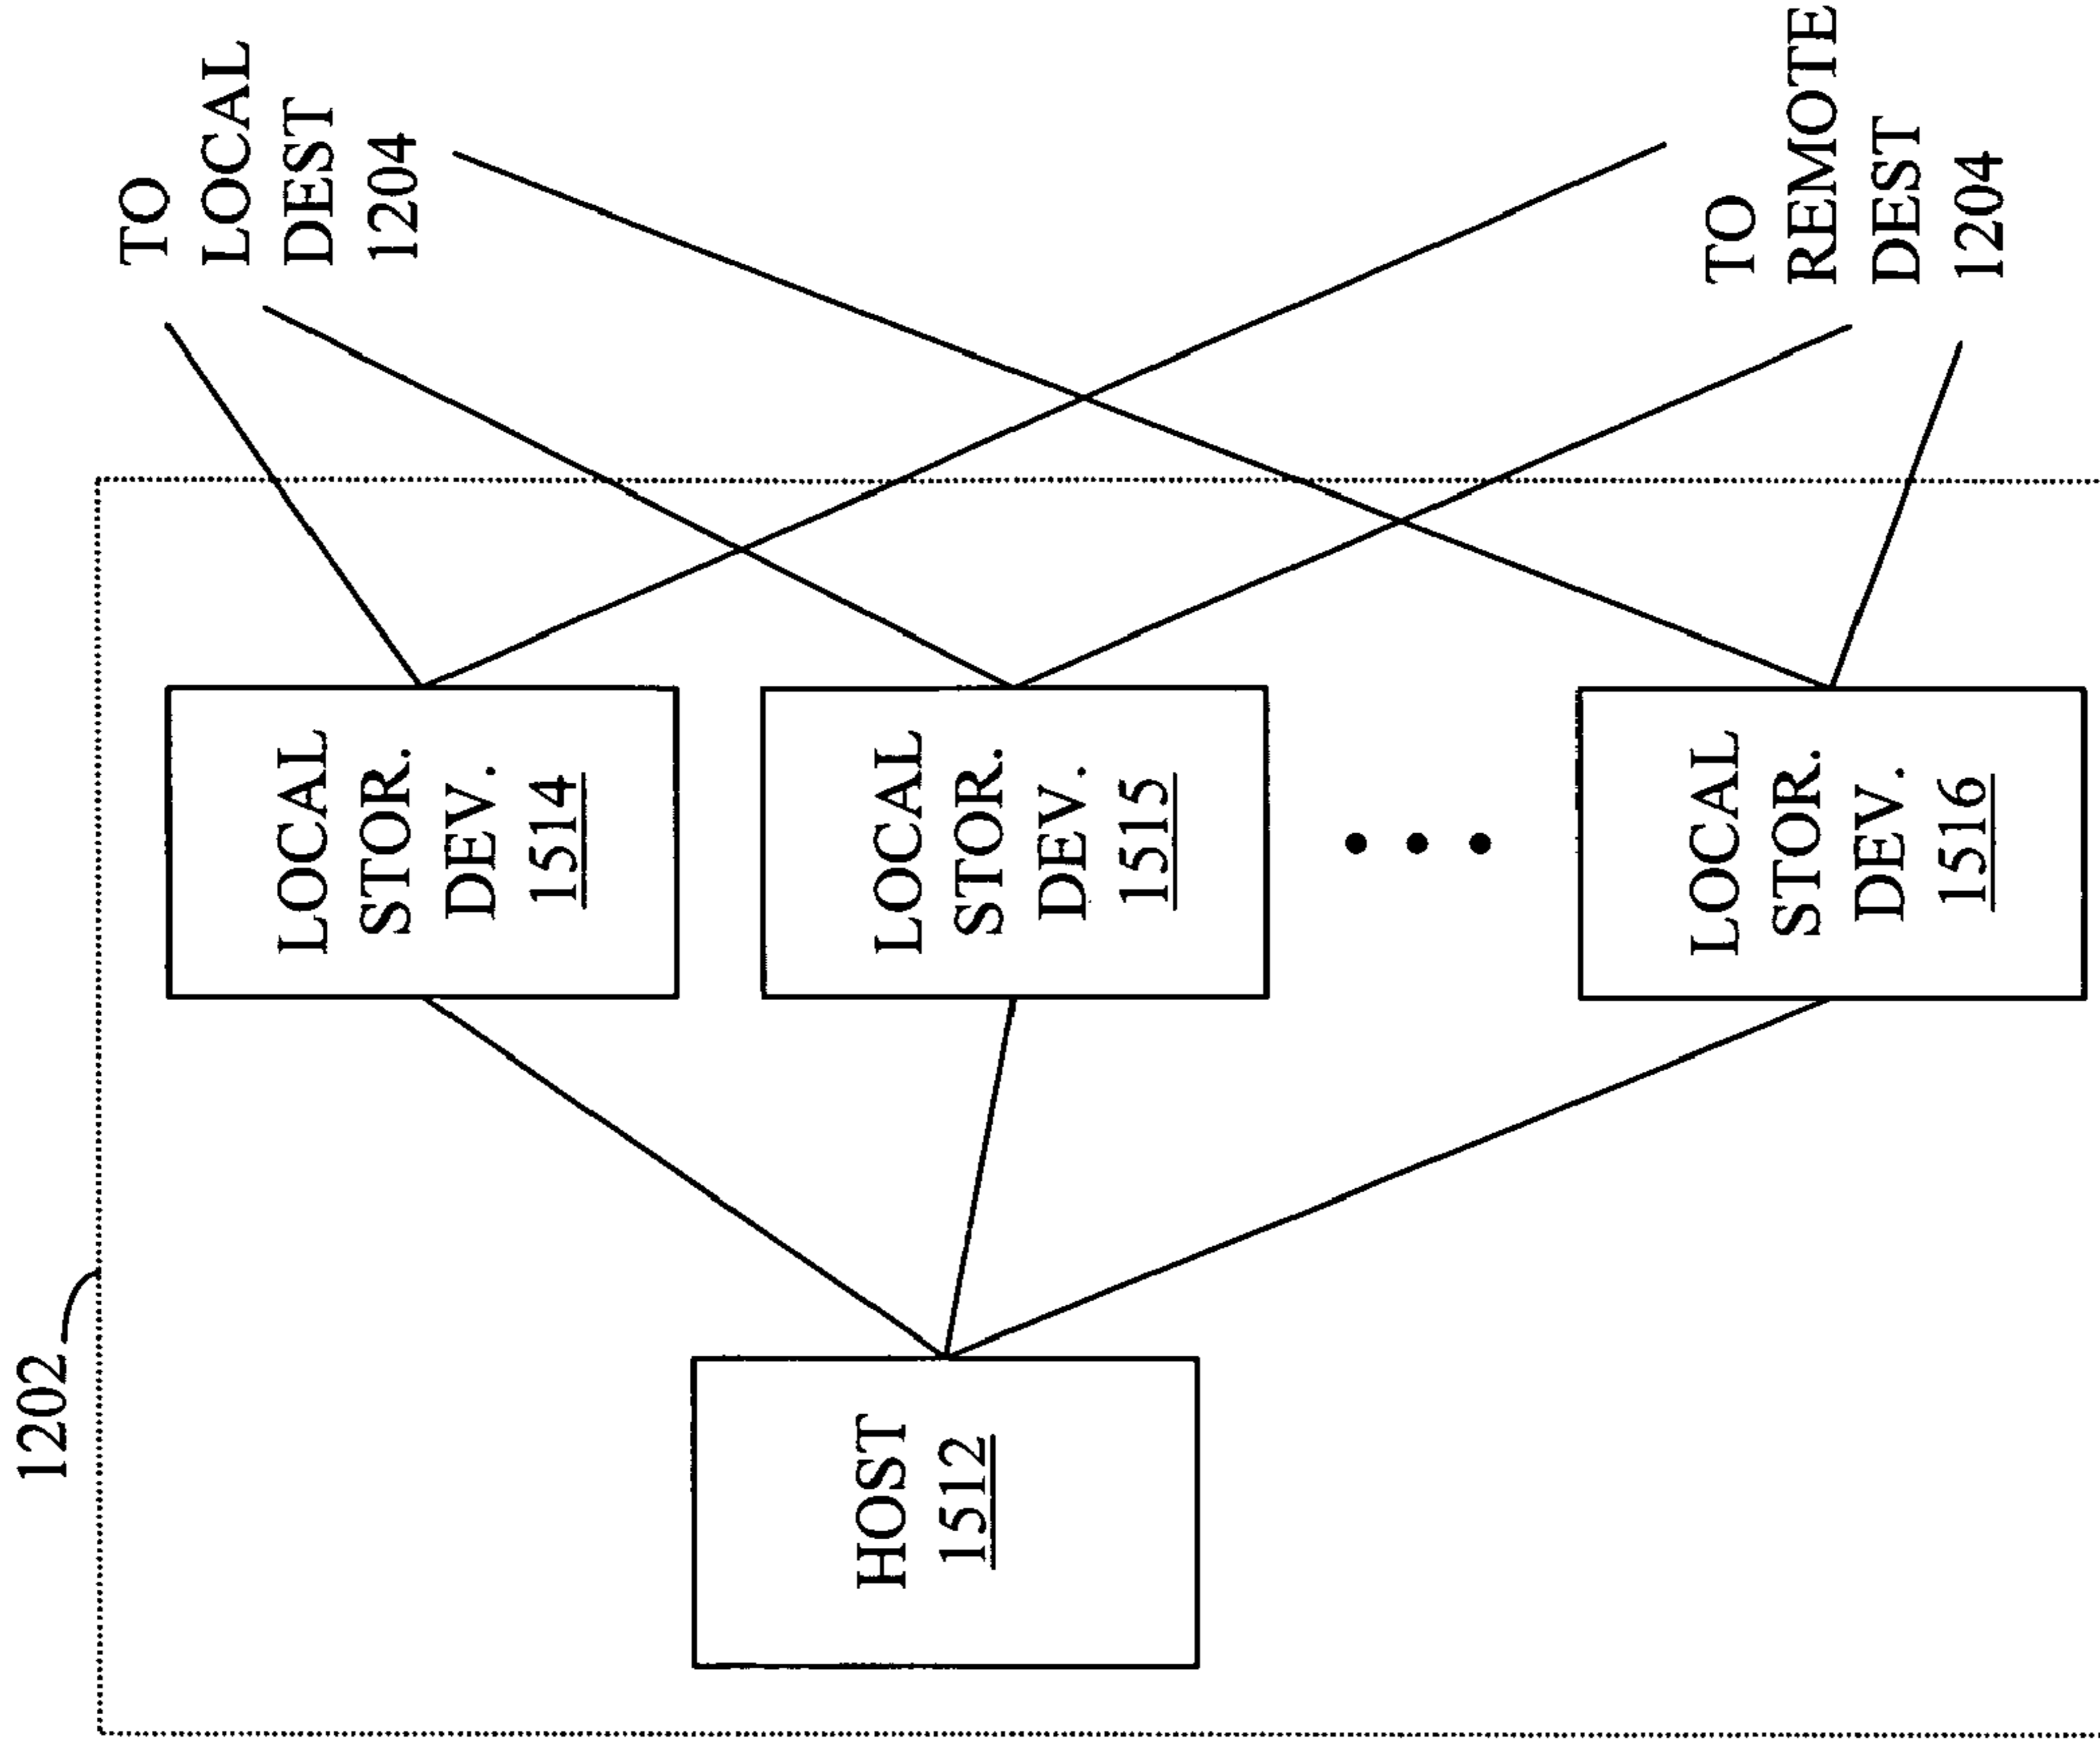 1202
HOST
1512
LOCAL
STOR.
DEV.
1514
LOCAL
STOR.
DEV.
1515
LOCAL
STOR.
DEV.
1516
TO
LOCAL
DEST
1204
TO
REMOTE
DEST
1204